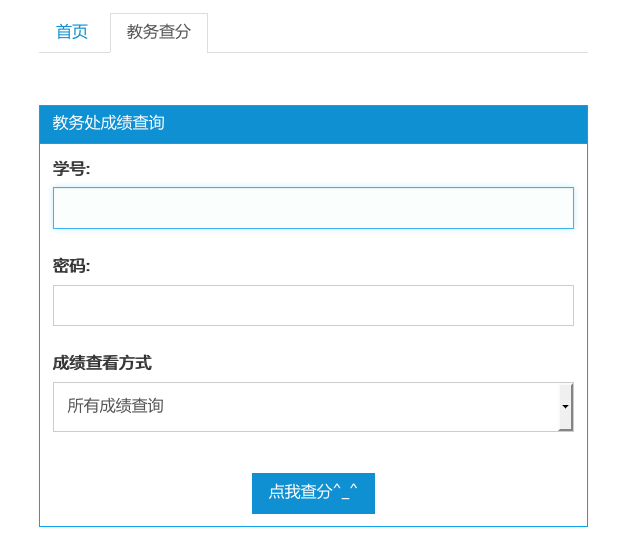 首页 教务查分
教务处成绩查询
学号:
密码:
成绩查看方式
所有成绩查询
点我查分^_^